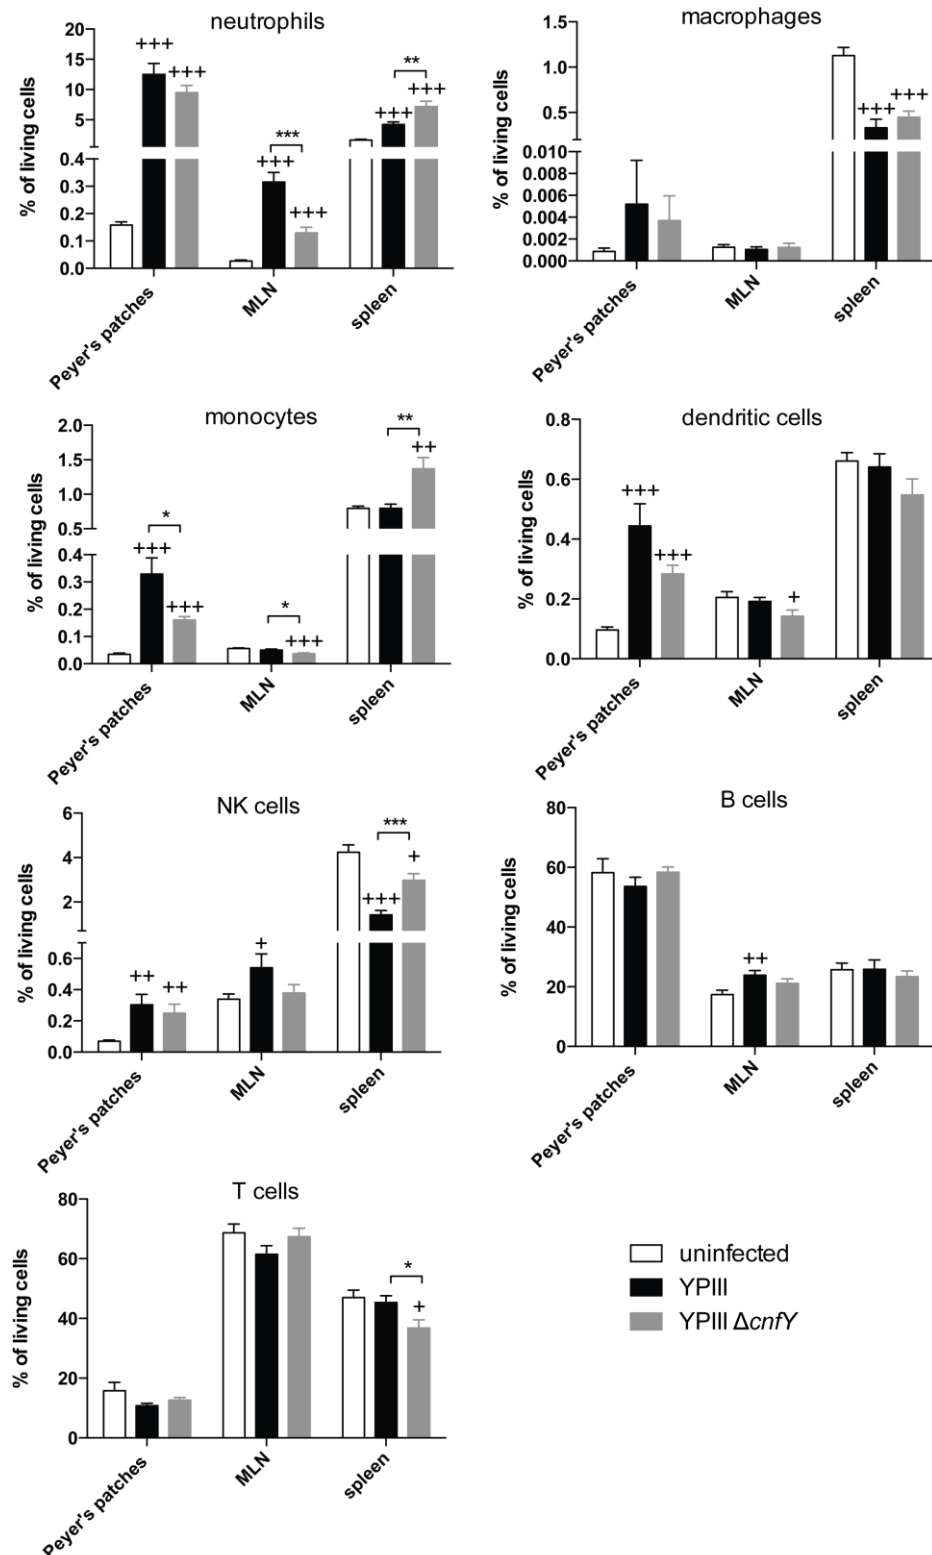 neutrophils
% of living cells
20
15
10
5
0.4
0.3
0.2
0.1
0.0
+++
+++
+++
***
+++
+++
**
+++
Peyer's patches
MLN
spleen
macrophages
% of living cells
1.5
1.0
0.5
0.010
0.008
0.006
0.004
0.002
0.000
+++
+++
Peyer's patches
MLN
spleen
monocytes
% of living cells
2.0
1.5
1.0
0.5
0.4
0.3
0.2
0.1
0.0
*
+++
+++
*
+++
**
++
Peyer's patches
MLN
spleen
dendritic cells
% of living cells
0.8
0.6
0.4
0.2
0.0
+++
+++
+
Peyer's patches
MLN
spleen
NK cells
% of living cells
6
4
2
0.6
0.4
0.2
0.0
++
++
+
***
+++
+
Peyer's patches
MLN
spleen
B cells
% of living cells
80
60
40
20
0
++
Peyer's patches
MLN
spleen
T cells
% of living cells
80
60
40
20
0
*
+
Peyer's patches
MLN
spleen
uninfected
YPIII
YPIII ΔcnfY